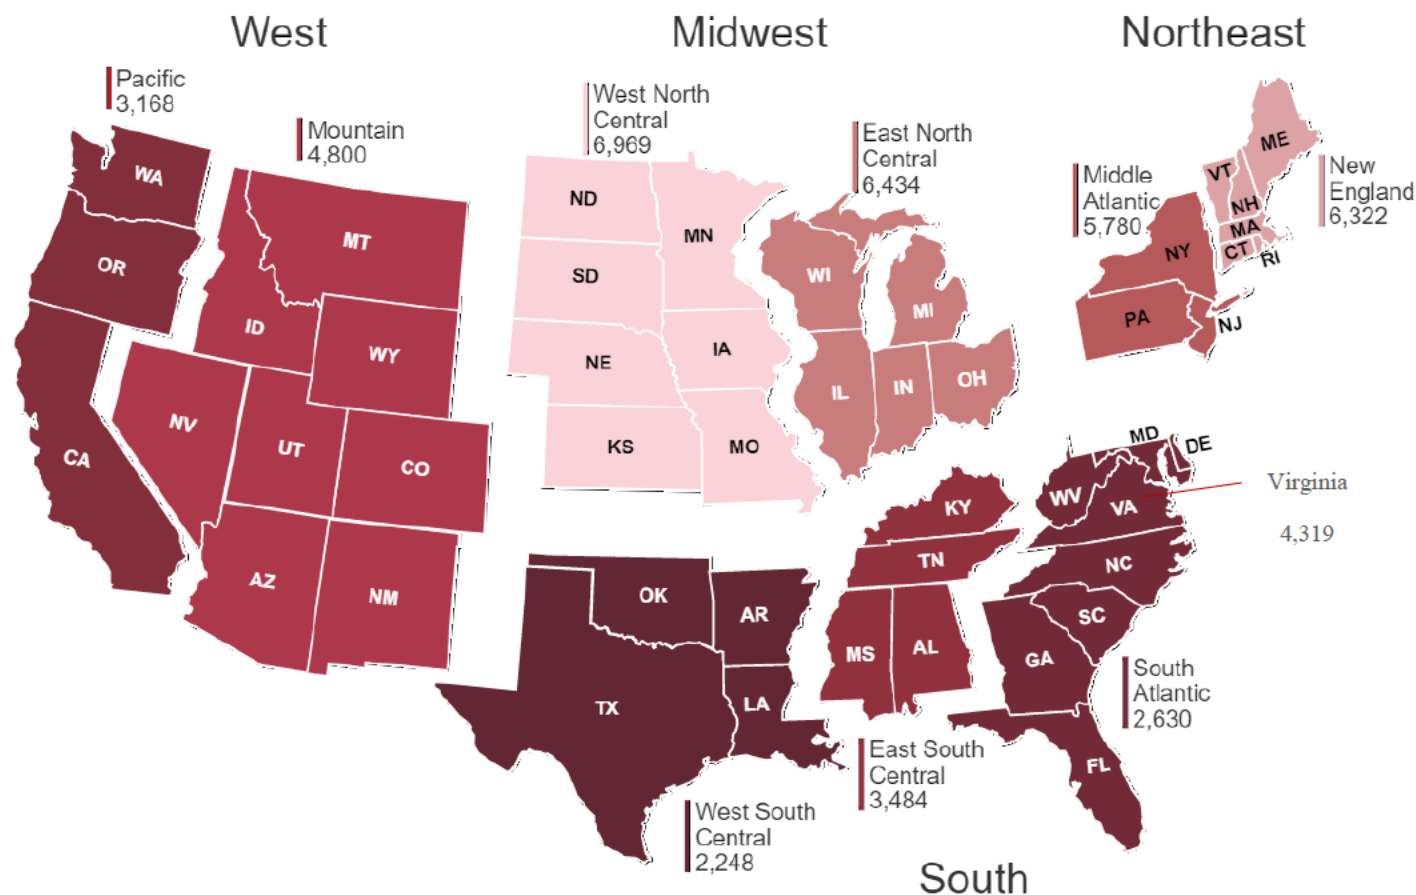 West
Midwest
Northeast
Pacific
3,168
Mountain
4,800
West North
Central
6,969
East North
Central
6,434
Middle
Atlantic
5,780
New
England
6,322
WA
OR
CA
MT
ID
WY
NV
UT
CO
AZ
NM
ND
MN
SD
NE
IA
KS
MO
WI
MI
IL
IN
OH
ME
VT
NH
MA
CT
RI
NY
PA
NJ
MD
DE
WV
VA
Virginia
4,319
KY
TN
NC
SC
MS
AL
GA
FL
OK
AR
TX
LA
South
Atlantic
2,630
East South
Central
3,484
West South
Central
2,248
South